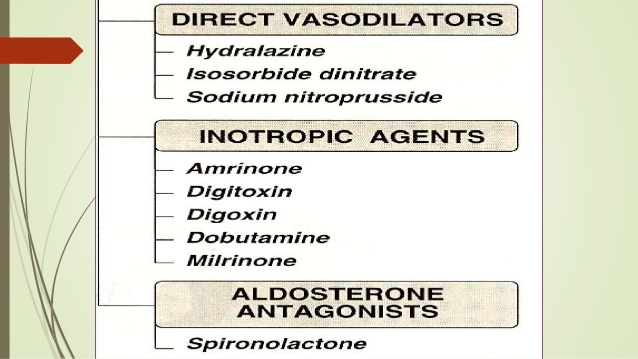 DIRECT VASODILATORS
Hydralazine
Isosorbide dinitrate
Sodium nitroprusside
INOTROPIC AGENTS
Amrinone
Digitoxin
Digoxin
Dobutamine
Milrinone
ALDOSTERONE
ANTAGONISTS
Spironolactone